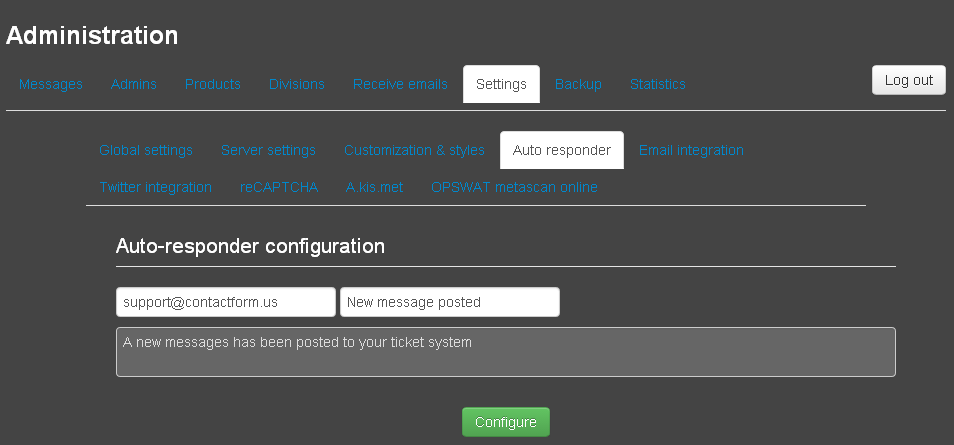 Administration
Messages Admins Products Divisions Receive emails Settings Backup Statistics Log out
Global settings Server settings Customization & styles Auto responder Email integration
Twitter Integration reCAPTCHA A.kis.met OPSWAT metascan online
Auto-responder configuration
support@contactform.us New message posted
A new messages has been posted to your ticket system
Configure